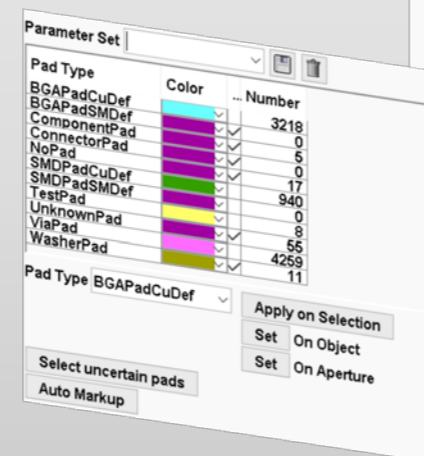 Parameter Set
Pad Type Color ... Number
BGAPadCuDef 3218
BGAPadSMDef 0
ComponentPad 5
ConnectorPad 0
NoPad 17
SMDPadCuDef 940
SMDPadSMDef 0
TestPad 8
UnknownPad 55
ViaPad 4259
WasherPad 11
Pad Type BGAPadCuDef
Apply on Selection
Set On Object
Set On Aperture
Select uncertain pads
Auto Markup